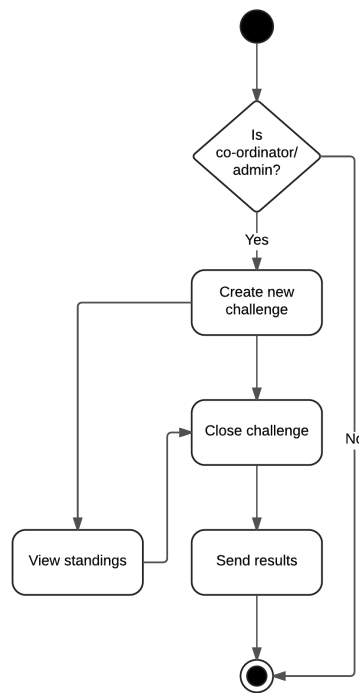 Is
co-ordinator/
admin?
Yes
Create new
challenge
Close challenge
No
View standings
Send results